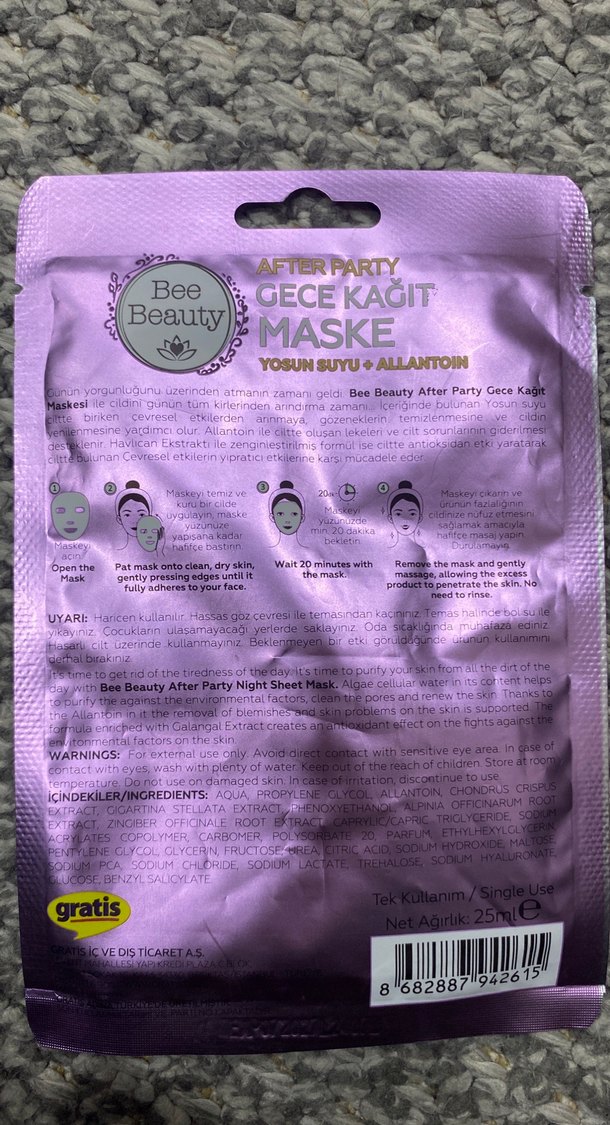 Bee
Beauty
AFTER PARTY
GECE KAĞIT
MASKE
YOSUN SUYU + ALLANTOIN
Günün yorgunluğunu üzerinden atmanın zamanı geldi. Bee Beauty After Party Gece Kağıt
Maskesi ile cildini günün tüm kirlerinden arındırma zamanı... İçeriğinde bulunan Yosun suyu
ciltte biriken çevresel etkilerden arınmaya, gözeneklerin temizlenmesine ve cildin
yenilenmesine yardımcı olur. Allantoin ile ciltte oluşan lekeleri ve cilt sorunlarının giderilmesi
desteklenir. Havlıcan Ekstraktı ile zenginleştirilmiş formül ise ciltte antioksidan etki yaratarak
ciltte bulunan Çevresel etkilerin yıpratıcı etkilerine karşı mücadele eder.
1
Maskeyi
açın.
Open the
Mask
2
Maskeyi temiz ve
kuru bir cilde
uygulayın, maske
yüzünüze
yapışana kadar
hafifçe bastırın.
Pat mask onto clean, dry skin,
gently pressing edges until it
fully adheres to your face.
3
20dk
Maskeyi
yüzünüzde
min. 20 dakika
bekletin.
Wait 20 minutes with
the mask.
4
Maskeyi çıkarın ve
ürünün fazlalığının
cildinize nüfuz etmesini
sağlamak amacıyla
hafifçe masaj yapın.
Durulamayın.
Remove the mask and gently
massage, allowing the excess
product to penetrate the skin. No
need to rinse.
UYARI: Haricen kullanılır. Hassas göz çevresi ile temasından kaçınınız. Temas halinde bol su ile
yıkayınız. Çocukların ulaşamayacağı yerlerde saklayınız. Oda sıcaklığında muhafaza ediniz.
Hasarlı cilt üzerinde kullanmayınız. Beklenmeyen bir etki görüldüğünde ürünün kullanımını
derhal bırakınız.
It's time to get rid of the tiredness of the day. it's time to purify your skin from all the dirt of the
day with Bee Beauty After Party Night Sheet Mask. Algae cellular water in its content helps
to purify the against the environmental factors, clean the pores and renew the skin. Thanks to
the Allantoin in it the removal of blemishes and skin problems on the skin is supported. The
formula enriched with Galangal Extract creates an antioxidant effect on the fights against the
environmental factors on the skin.
WARNINGS: For external use only. Avoid direct contact with sensitive eye area. In case of
contact with eyes, wash with plenty of water. Keep out of the reach of children. Store at room
temperature. Do not use on damaged skin. In case of irritation, discontinue to use.
İÇİNDEKİLER/INGREDIENTS: AQUA, PROPYLENE GLYCOL, ALLANTOIN, CHONDRUS CRISPUS
EXTRACT, GIGARTINA STELLATA EXTRACT, PHENOXYETHANOL, ALPINIA OFFICINARUM ROOT
EXTRACT, ZINGIBER OFFICINALE ROOT EXTRACT, CAPRYLIC/CAPRIC TRIGLYCERIDE, SODIUM
ACRYLATES COPOLYMER, CARBOMER, POLYSORBATE 20, PARFUM, ETHYLHEXYLGLYCERIN,
PENTYLENE GLYCOL, GLYCERIN, FRUCTOSE, UREA, CITRIC ACID, SODIUM HYDROXIDE, MALTOSE,
SODIUM PCA, SODIUM CHLORIDE, SODIUM LACTATE, TREHALOSE, SODIUM HYALURONATE,
GLUCOSE, BENZYL SALICYLATE.
gratis
Tek Kullanım / Single Use
Net Ağırlık: 25ml e
GRATİS İÇ VE DIŞ TİCARET A.Ş.
MAHALLESİ YAPI KREDİ PLAZA C BLOK
8 682887 942615